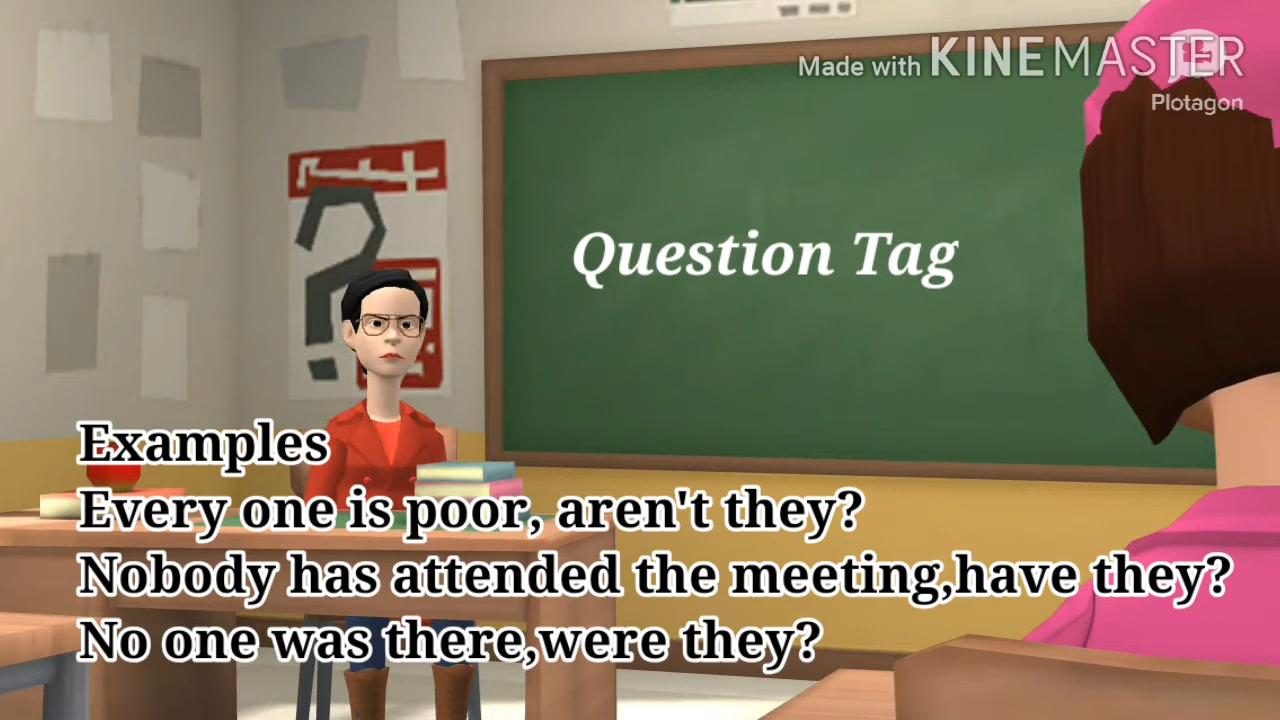 Made with KINEMASTER
Plotagon
Question Tag
Examples
Every one is poor, aren't they?
Nobody has attended the meeting,have they?
No one was there,were they?